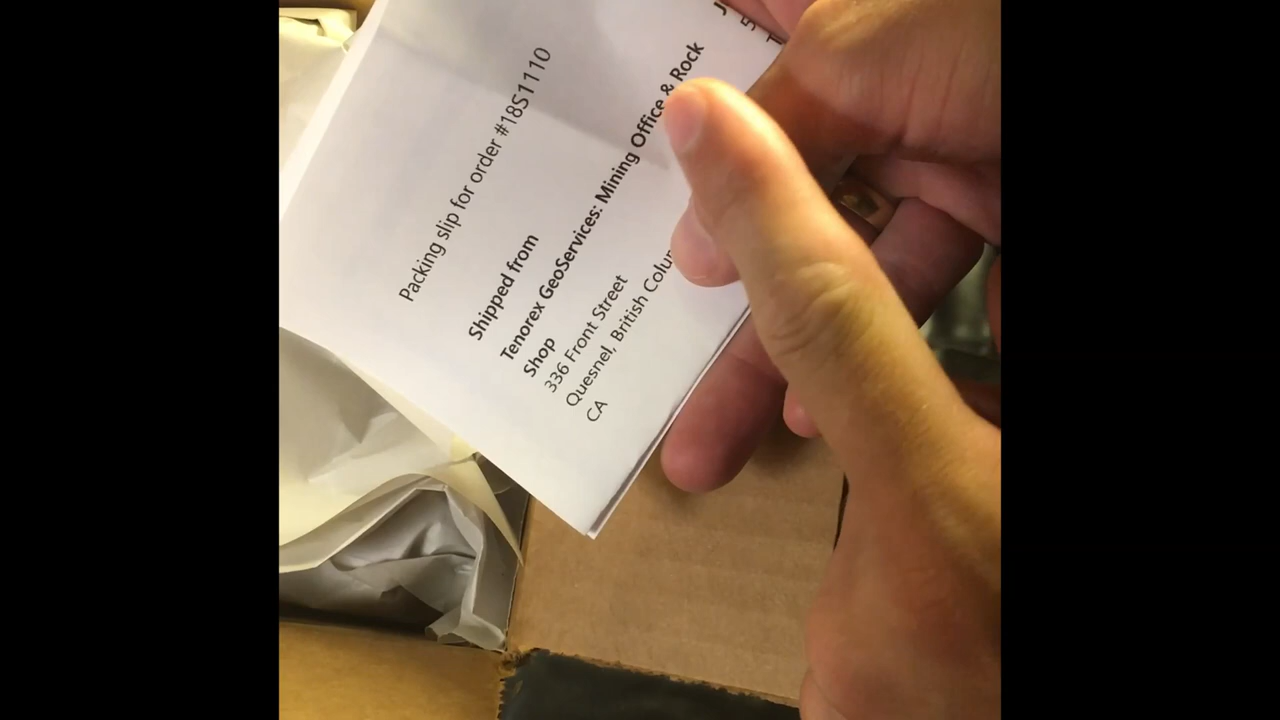 Packing slip for order #18S1110
Shipped from
Tenorex GeoServices: Mining Office & Rock
Shop
336 Front Street
Quesnel, British
CA